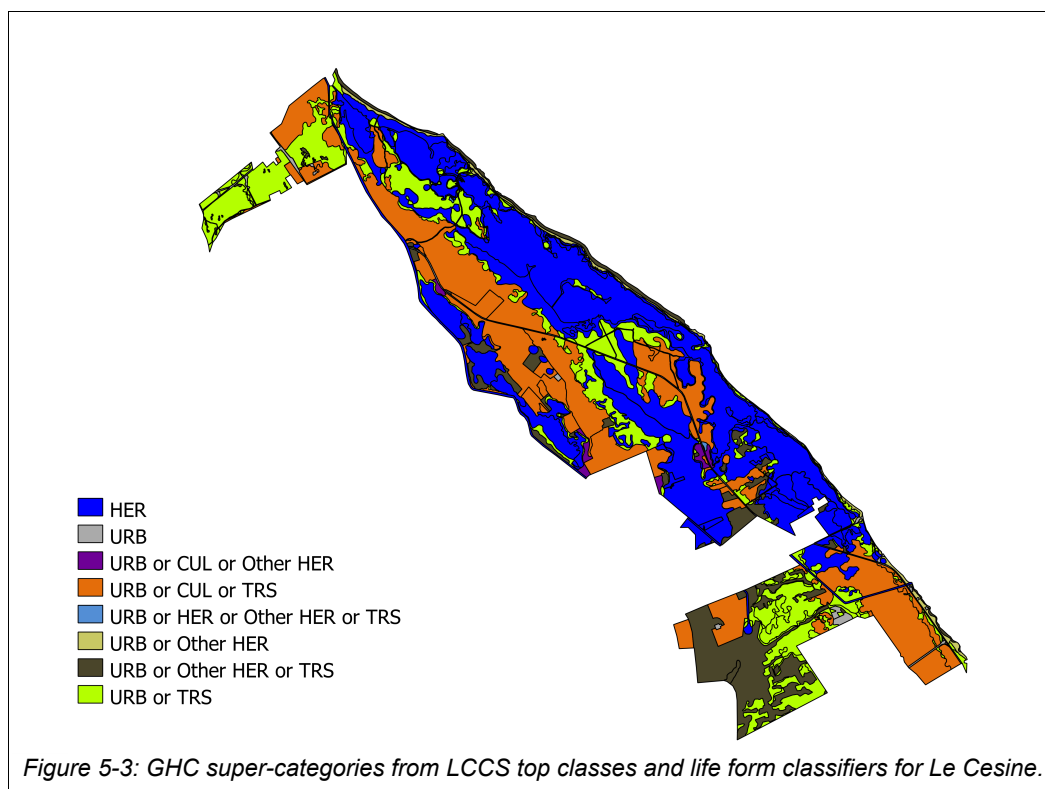 HER
URB
URB or CUL or Other HER
URB or CUL or TRS
URB or HER or Other HER or TRS
URB or Other HER
URB or Other HER or TRS
URB or TRS
Figure 5-3: GHC super-categories from LCCS top classes and life form classifiers for Le Cesine.